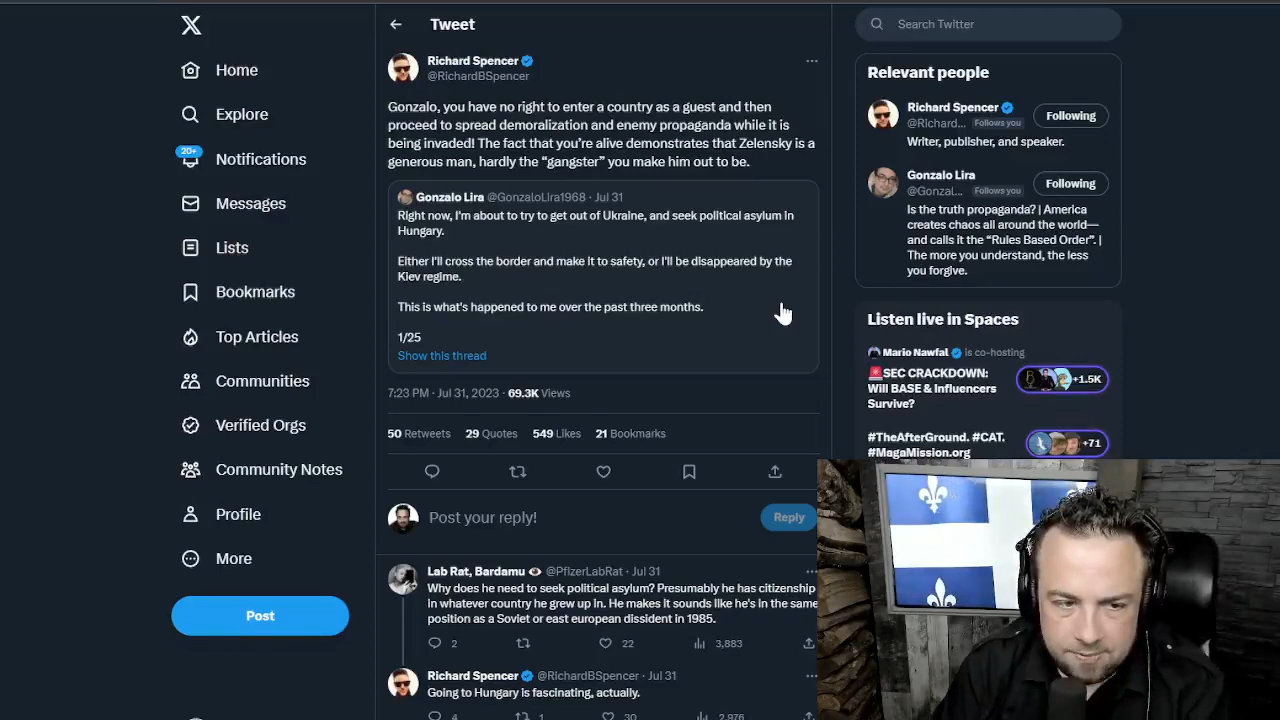 Tweet
Richard Spencer
@RichardBSpencer
Gonzalo, you have no right to enter a country as a guest and then
proceed to spread demoralization and enemy propaganda while it is
being invaded! The fact that you're alive demonstrates that Zelensky is a
generous man, hardly the “gangster” you make him out to be.
Gonzalo Lira @GonzaloLira1968 · Jul 31
Right now, I'm about to try to get out of Ukraine, and seek political asylum in
Hungary.
Either I'll cross the border and make it to safety, or I'll be disappeared by the
Kiev regime.
This is what's happened to me over the past three months.
1/25
Show this thread
7:23 PM · Jul 31, 2023 · 69.3K Views
50 Retweets 29 Quotes 549 Likes 21 Bookmarks
Post your reply!
Reply
Lab Rat, Bardamu @PfizerLabRat · Jul 31
Why does he need to seek political asylum? Presumably he has citizenship
in whatever country he grew up in. He makes it sound like he's in the same
position as a Soviet or east european dissident in 1985.
2 22 3,883
Richard Spencer @RichardBSpencer · Jul 31
Going to Hungary is fascinating, actually.
4 1 30 2,976
X
Home
Explore
20+
Notifications
Messages
Lists
Bookmarks
Top Articles
Communities
Verified Orgs
Community Notes
Profile
More
Post
Search Twitter
Relevant people
Richard Spencer
@RIchard... Follows you
Following
Writer, publisher, and speaker.
Gonzalo Lira
@Gonzal... Follows you
Following
Is the truth propaganda? | America
creates chaos all around the world—
and calls it the “Rules Based Order”. |
The more you understand, the less
you forgive.
Listen live in Spaces
Mario Nawfal is co-hosting
SEC CRACKDOWN:
Will BASE & Influencers
Survive?
+1.5K
#TheAfterGround. #CAT.
#MagaMission.org
+71